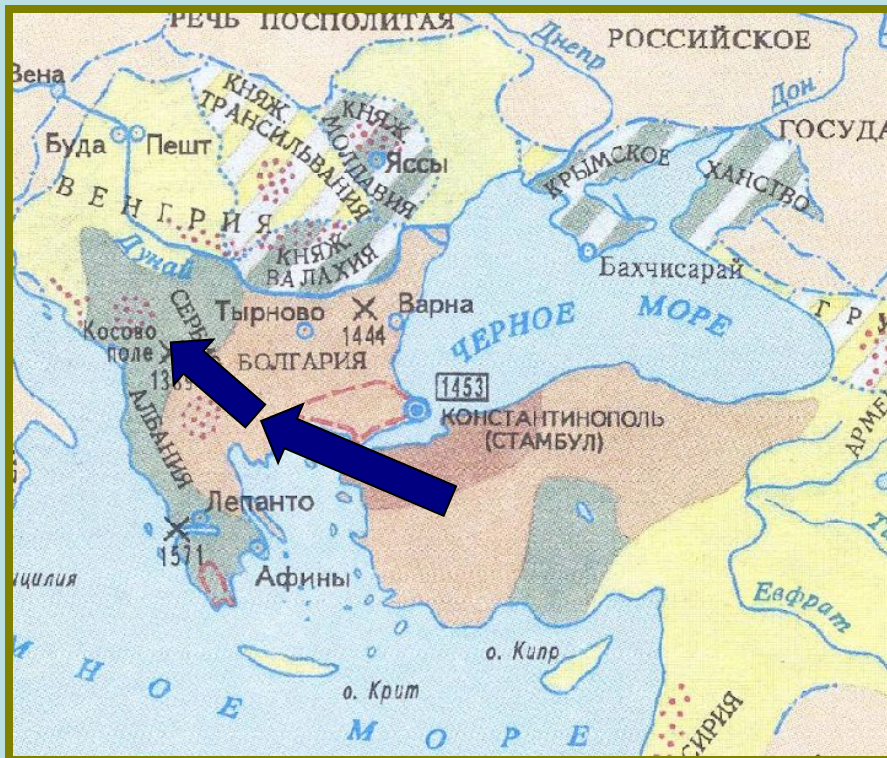 РЕЧЬ ПОСПОЛИТАЯ
РОССИЙСКОЕ
ГОСУДА
Днепр
Дон
Вена
Буда
Пешт
КНЯЖ.
ТРАНСИЛЬВАНИЯ
КНЯЖ.
МОЛДАВИЯ
Яссы
КРЫМСКОЕ
ХАНСТВО
ВЕНГРИЯ
Дунай
КНЯЖ.
ВАЛАХИЯ
Бахчисарай
Тырново
1444
Варна
ЧЕРНОЕ МОРЕ
Косово
поле
БОЛГАРИЯ
АЛБАНИЯ
1453
КОНСТАНТИНОПОЛЬ
(СТАМБУЛ)
АРМЕ
Лепанто
1571
Афины
ицилия
Евфрат
о. Кипр
о. Крит
МНОЕ МОРЕ
СИРИЯ